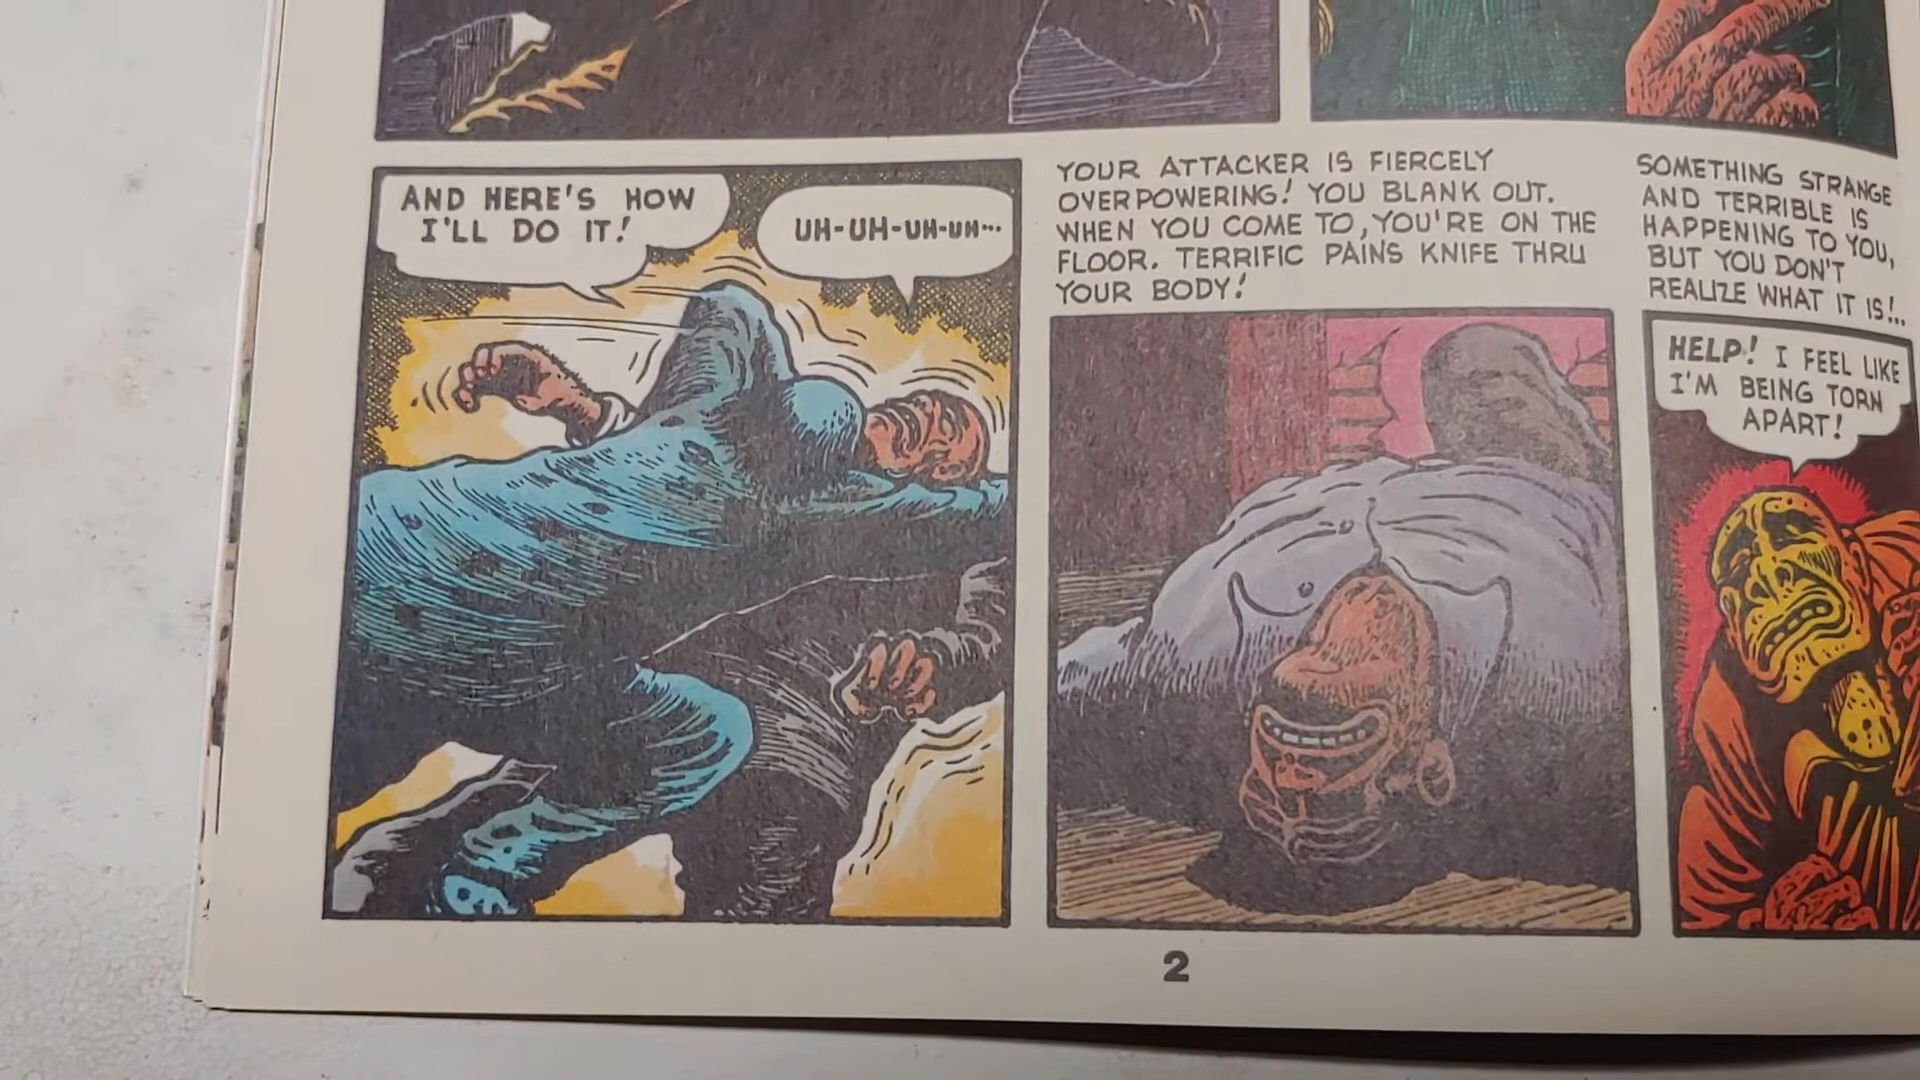 AND HERE'S HOW
I'LL DO IT!
UH-UH-UH-UH...
YOUR ATTACKER IS FIERCELY
OVERPOWERING! YOU BLANK OUT.
WHEN YOU COME TO, YOU'RE ON THE
FLOOR. TERRIFIC PAINS KNIFE THRU
YOUR BODY!
SOMETHING STRANGE
AND TERRIBLE IS
HAPPENING TO YOU,
BUT YOU DON'T
REALIZE WHAT IT IS!..
HELP! I FEEL LIKE
I'M BEING TORN
APART!
2